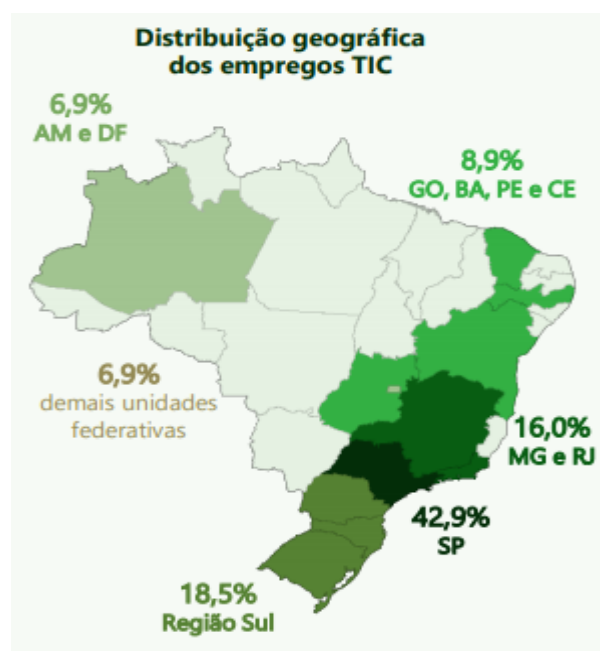 Distribuição geográfica
dos empregos TIC
6,9%
AM e DF
8,9%
GO, BA, PE e CE
6,9%
demais unidades
federativas
16,0%
MG e RJ
42,9%
SP
18,5%
Região Sul